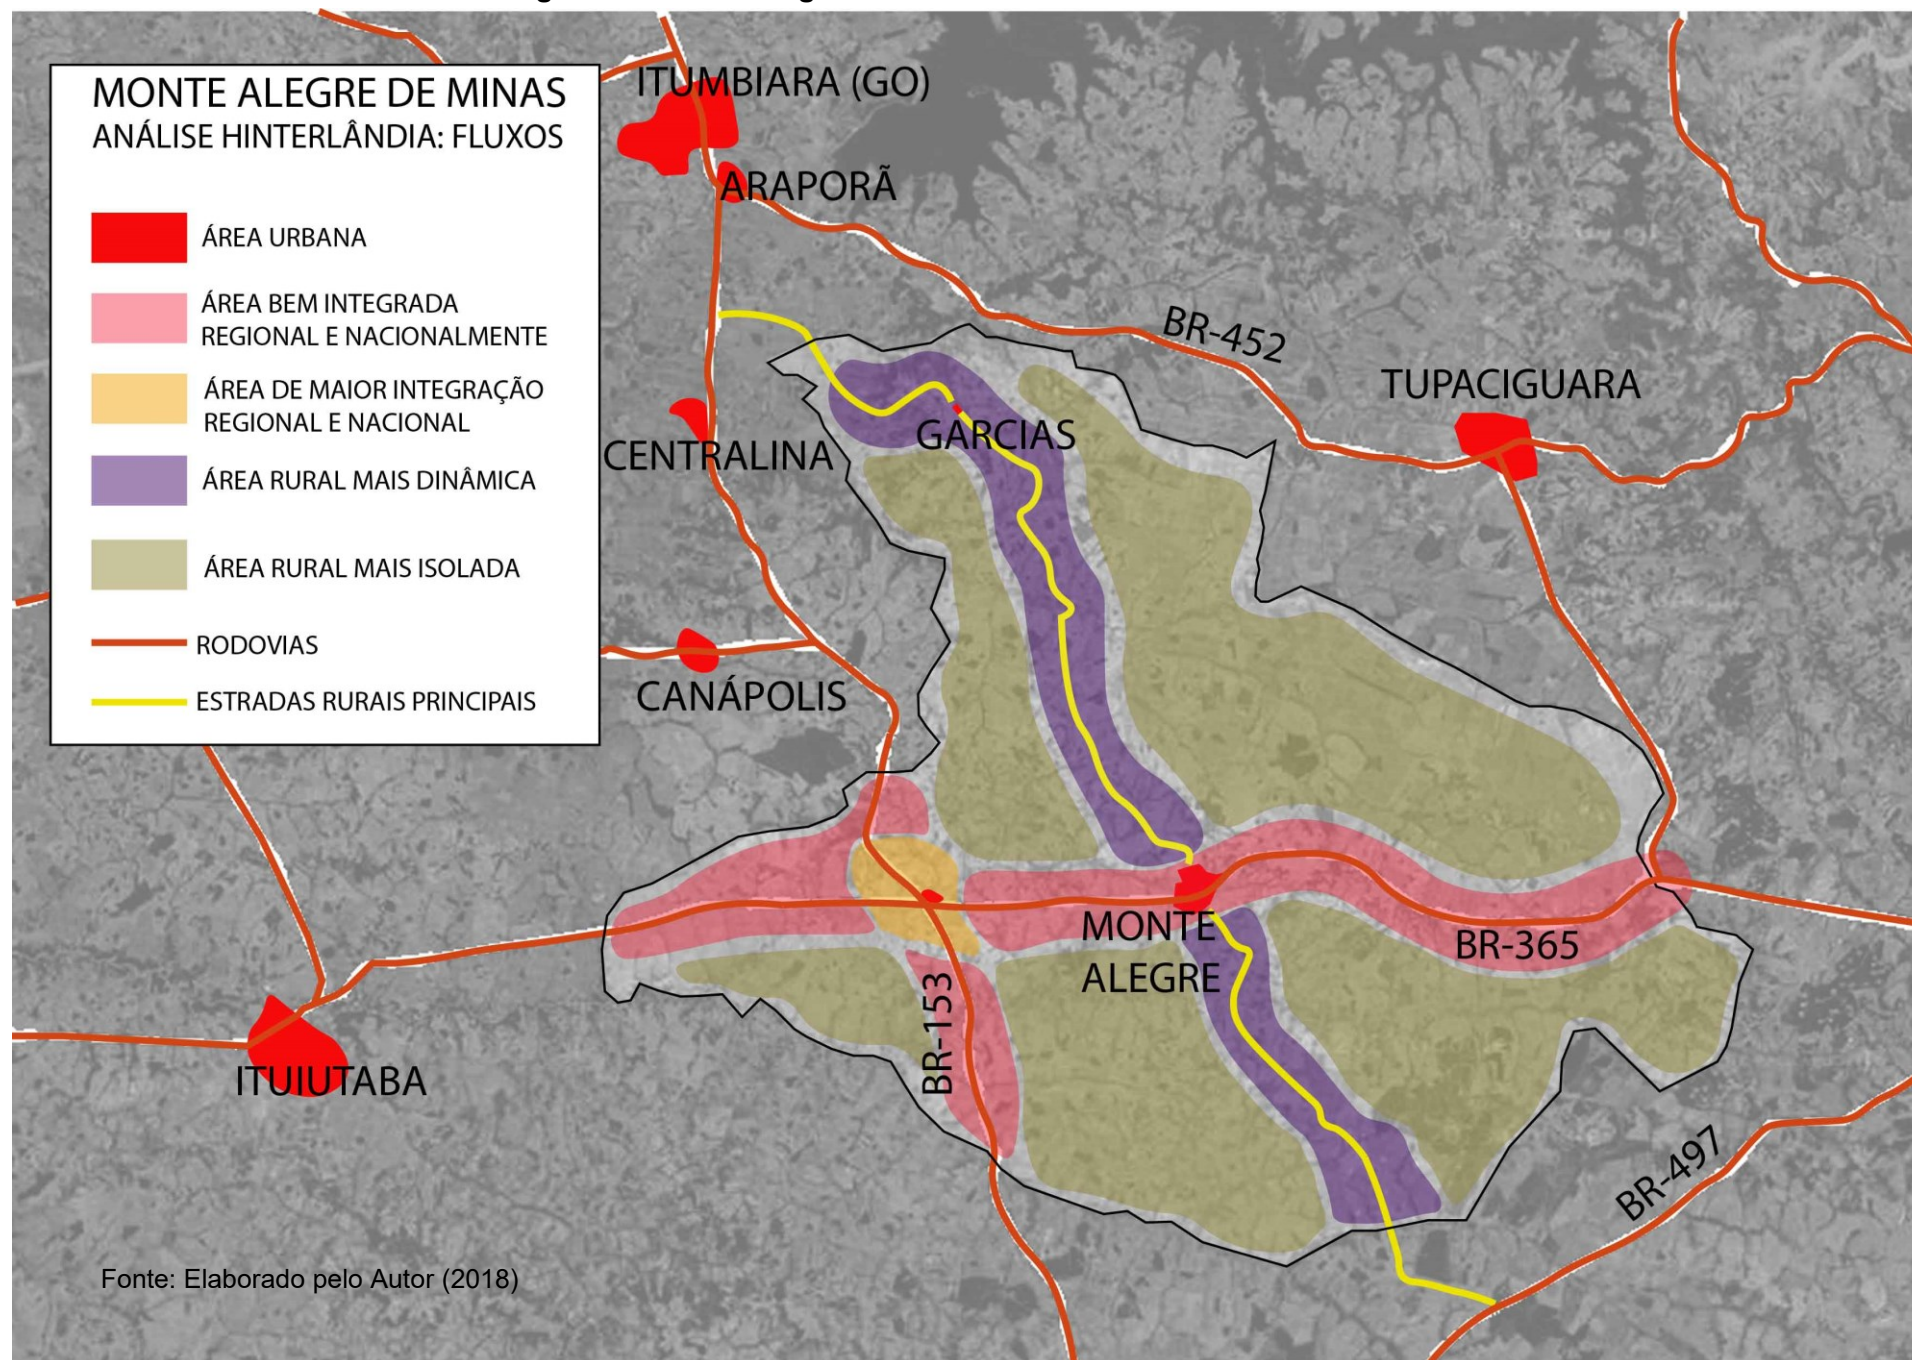 MONTE ALEGRE DE MINAS
ANÁLISE HINTERLÂNDIA: FLUXOS
ÁREA URBANA
ÁREA BEM INTEGRADA
REGIONAL E NACIONALMENTE
ÁREA DE MAIOR INTEGRAÇÃO
REGIONAL E NACIONAL
ÁREA RURAL MAIS DINÂMICA
ÁREA RURAL MAIS ISOLADA
RODOVIAS
ESTRADAS RURAIS PRINCIPAIS
ITUMBIARA (GO)
ARAPORÃ
BR-452
TUPACIGUARA
GARCIAS
CENTRALINA
CANÁPOLIS
MONTE
ALEGRE
BR-365
BR-153
ITUIUTABA
BR-497
Fonte: Elaborado pelo Autor (2018)